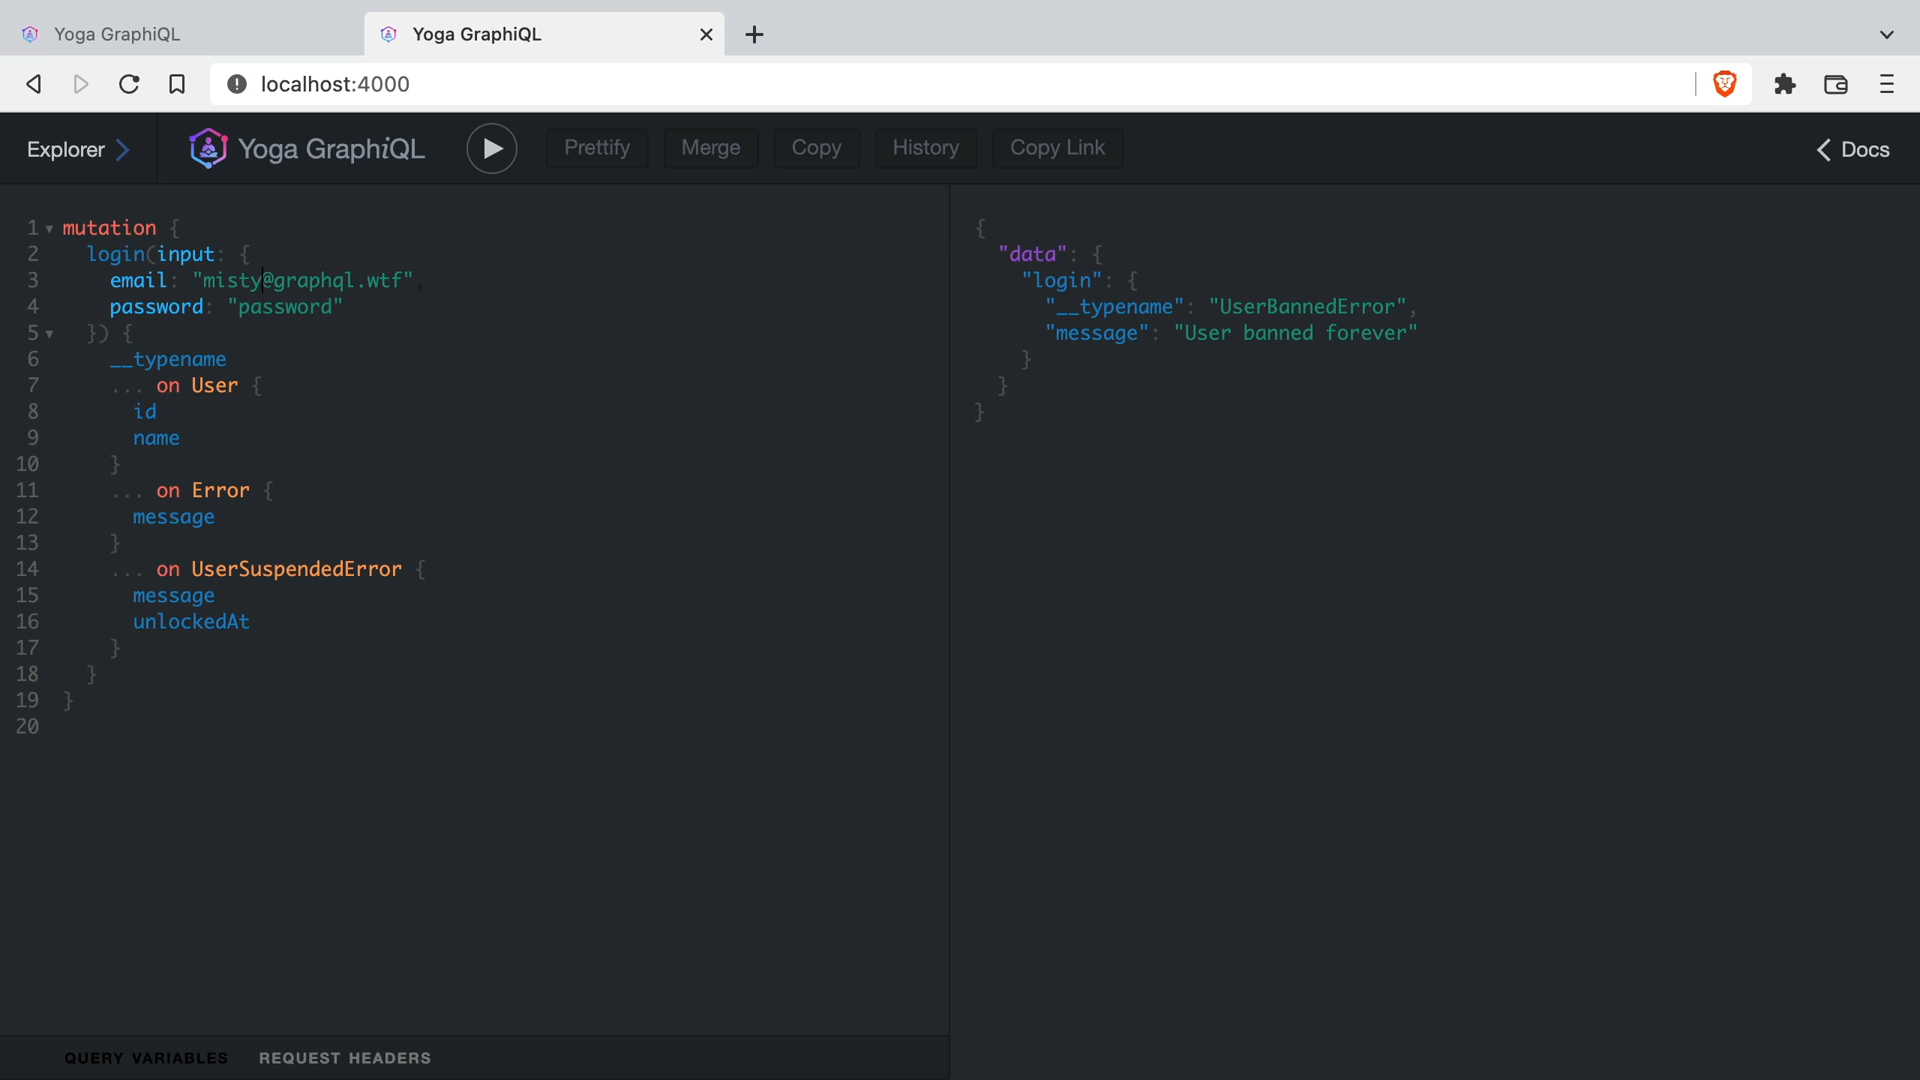 Yoga GraphiQL
Yoga GraphiQL
localhost:4000
Explorer
Yoga GraphiQL
Prettify
Merge
Copy
History
Copy Link
Docs
1 mutation {
2 login(input: {
3 email: "misty@graphql.wtf",
4 password: "password"
5 }) {
6 __typename
7 ... on User {
8 id
9 name
10 }
11 ... on Error {
12 message
13 }
14 ... on UserSuspendedError {
15 message
16 unlockedAt
17 }
18 }
19 }
20
{
"data": {
"login": {
"__typename": "UserBannedError",
"message": "User banned forever"
}
}
}
QUERY VARIABLES
REQUEST HEADERS